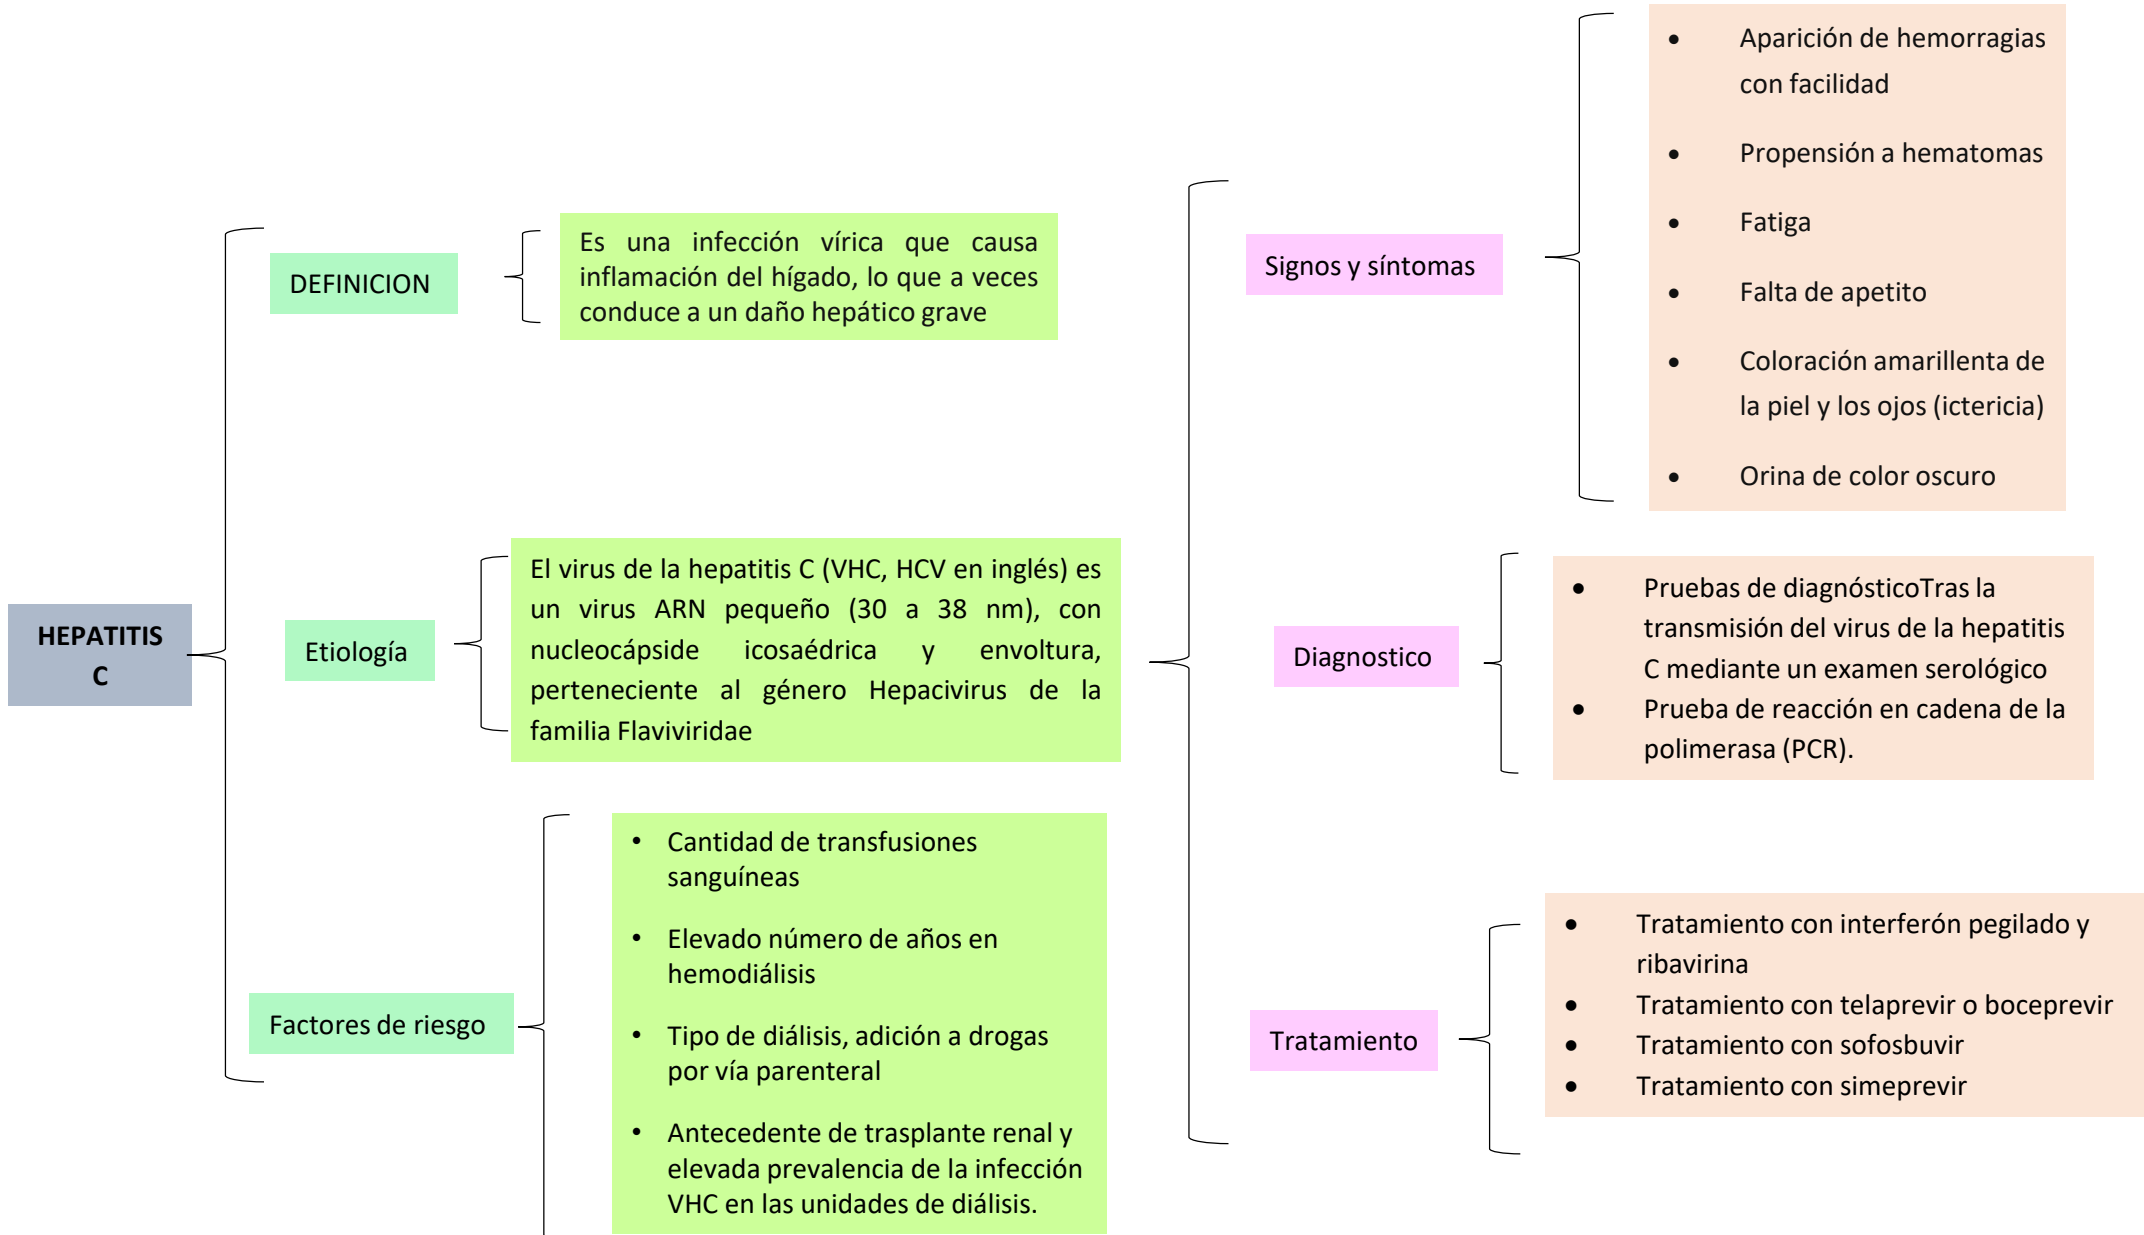 HEPATITIS
C
DEFINICION
Es una infección vírica que causa
inflamación del hígado, lo que a veces
conduce a un daño hepático grave
Etiología
El virus de la hepatitis C (VHC, HCV en inglés) es
un virus ARN pequeño (30 a 38 nm), con
nucleocápside icosaédrica y envoltura,
perteneciente al género Hepacivirus de la
familia Flaviviridae
Factores de riesgo
• Cantidad de transfusiones
sanguíneas
• Elevado número de años en
hemodiálisis
• Tipo de diálisis, adición a drogas
por vía parenteral
• Antecedente de trasplante renal y
elevada prevalencia de la infección
VHC en las unidades de diálisis.
Signos y síntomas
• Aparición de hemorragias
con facilidad
• Propensión a hematomas
• Fatiga
• Falta de apetito
• Coloración amarillenta de
la piel y los ojos (ictericia)
• Orina de color oscuro
Diagnostico
• Pruebas de diagnósticoTras la
transmisión del virus de la hepatitis
C mediante un examen serológico
• Prueba de reacción en cadena de la
polimerasa (PCR).
Tratamiento
• Tratamiento con interferón pegilado y
ribavirina
• Tratamiento con telaprevir o boceprevir
• Tratamiento con sofosbuvir
• Tratamiento con simeprevir